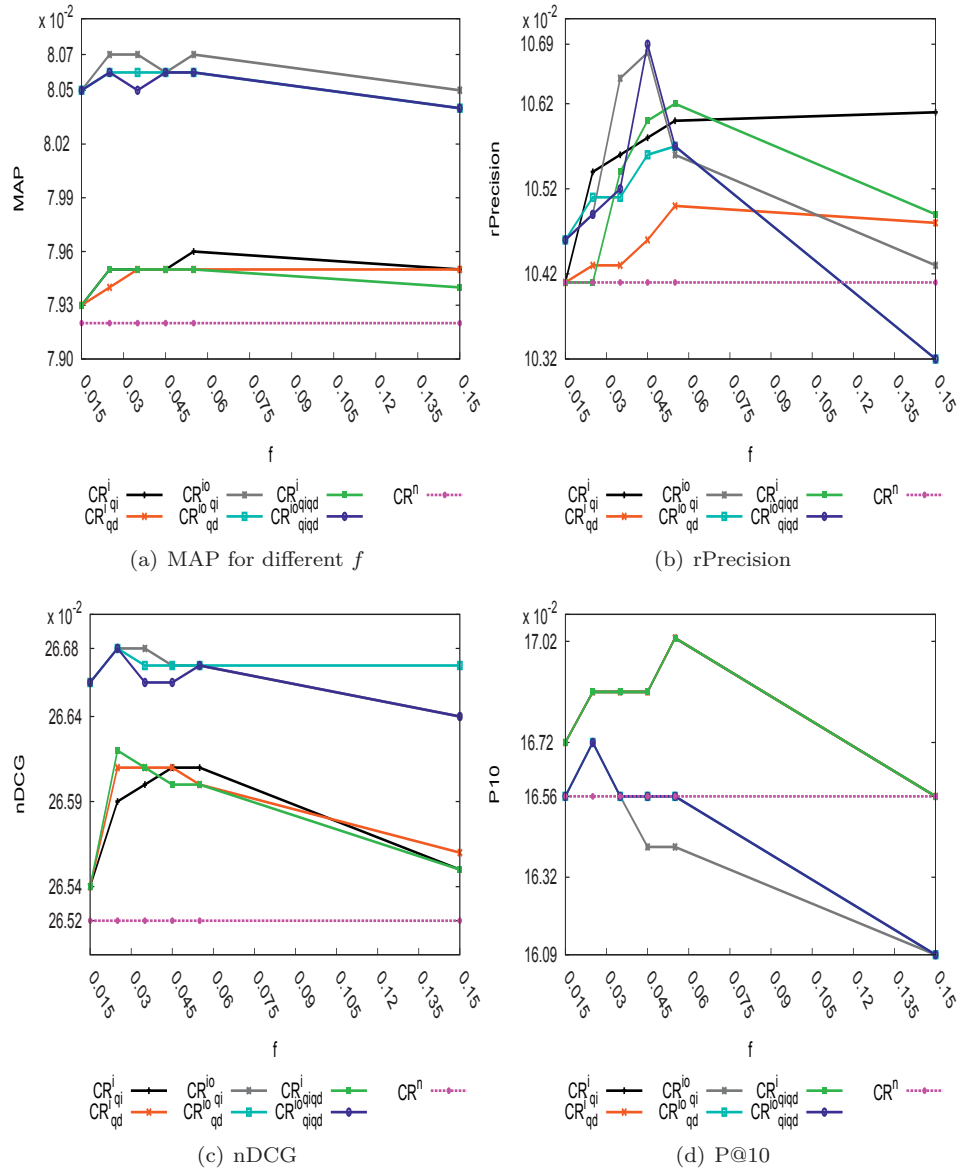 x 10⁻²
8.07
8.05
8.02
7.99
7.96
7.93
7.90
MAP
0.015
0.03
0.045
0.06
0.075
0.09
0.105
0.12
0.135
0.15
f
CR^i_qi CR^io_qi CR^i_qiqd CR^n
CR^i_qd CR^io_qd CR^io_qiqd
(a) MAP for different f
x 10⁻²
10.69
10.62
10.52
10.42
10.32
rPrecision
0.015
0.03
0.045
0.06
0.075
0.09
0.105
0.12
0.135
0.15
f
CR^i_qi CR^io_qi CR^i_qiqd CR^n
CR^i_qd CR^io_qd CR^io_qiqd
(b) rPrecision
x 10⁻²
26.68
26.64
26.59
26.54
26.52
nDCG
0.015
0.03
0.045
0.06
0.075
0.09
0.105
0.12
0.135
0.15
f
CR^i_qi CR^io_qi CR^i_qiqd CR^n
CR^i_qd CR^io_qd CR^io_qiqd
(c) nDCG
x 10⁻²
17.02
16.72
16.56
16.32
16.09
P10
0.015
0.03
0.045
0.06
0.075
0.09
0.105
0.12
0.135
0.15
f
CR^i_qi CR^io_qi CR^i_qiqd CR^n
CR^i_qd CR^io_qd CR^io_qiqd
(d) P@10